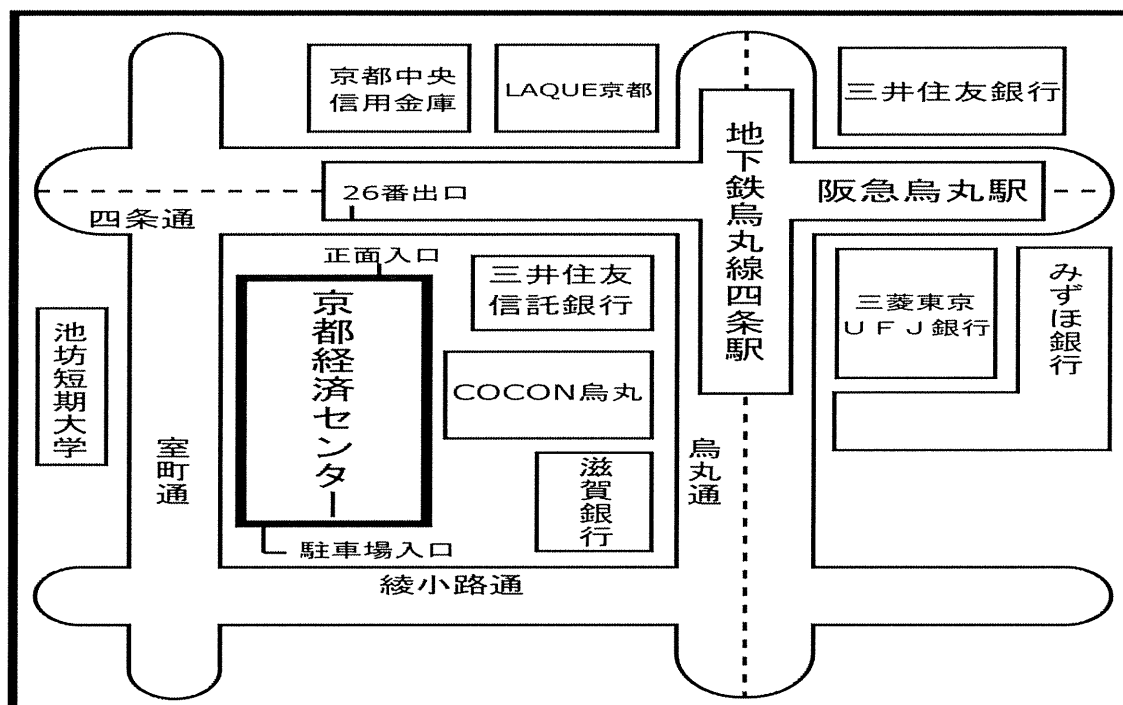 京都中央
信用金庫
LAQUE京都
三井住友銀行
地下鉄烏丸線四条駅
26番出口
阪急烏丸駅
四条通
正面入口
京都経済センター
三井住友
信託銀行
三菱東京
ＵＦＪ銀行
みずほ銀行
池坊短期大学
COCON烏丸
室町通
烏丸通
滋賀銀行
駐車場入口
綾小路通